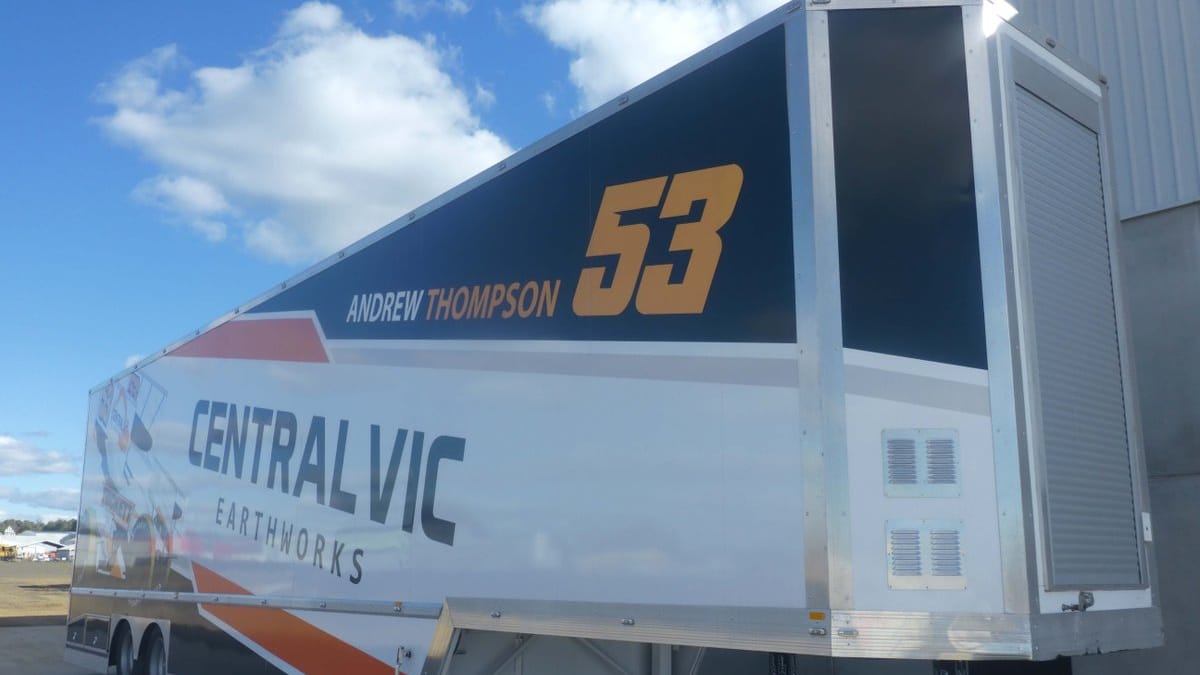 53
ANDREW THOMPSON
CENTRAL VIC
EARTHWORKS